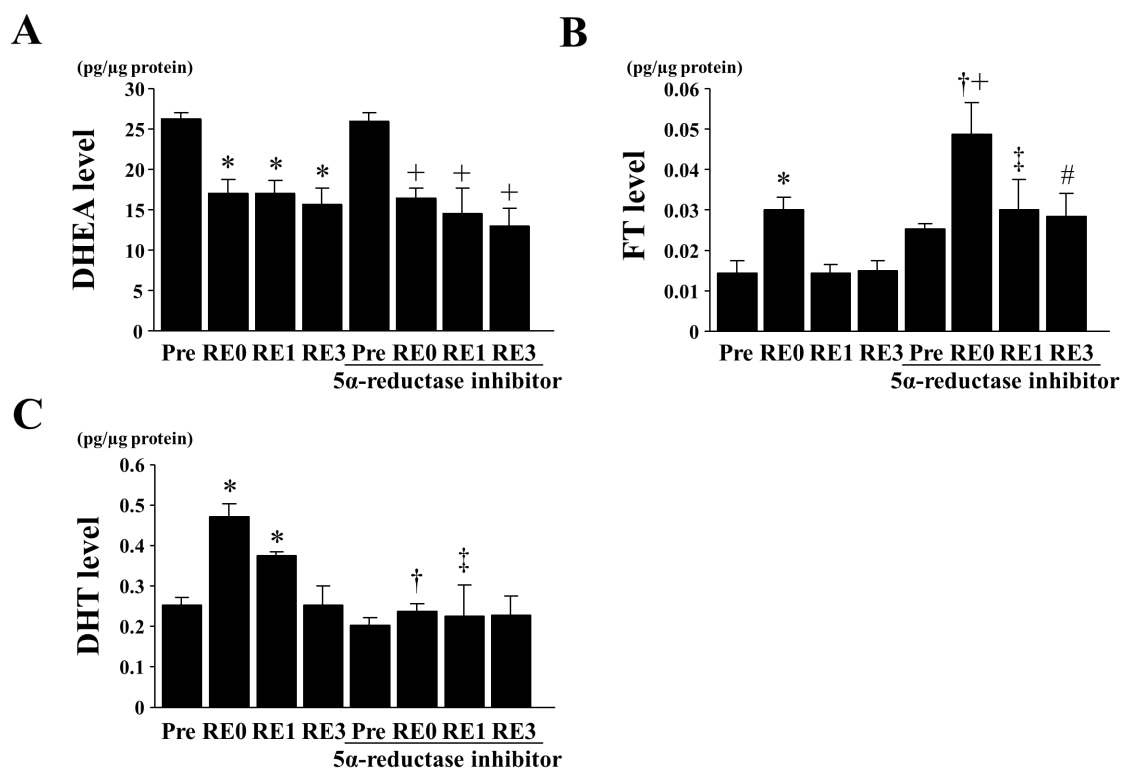 A
(pg/µg protein)
DHEA level
30
25
20
15
10
5
0
* * * + + +
Pre RE0 RE1 RE3 Pre RE0 RE1 RE3
5α-reductase inhibitor
B
(pg/µg protein)
FT level
0.06
0.05
0.04
0.03
0.02
0.01
0
* †+ ‡ #
Pre RE0 RE1 RE3 Pre RE0 RE1 RE3
5α-reductase inhibitor
C
(pg/µg protein)
DHT level
0.6
0.5
0.4
0.3
0.2
0.1
0
* * † ‡
Pre RE0 RE1 RE3 Pre RE0 RE1 RE3
5α-reductase inhibitor